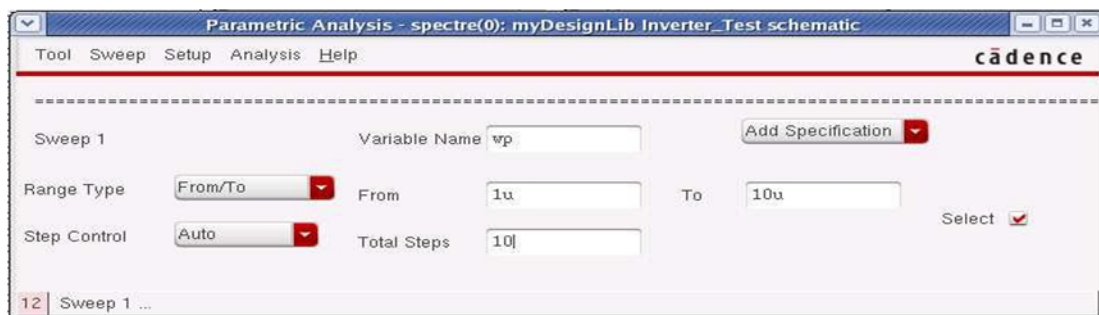 Parametric Analysis - spectre(0): myDesignLib Inverter_Test schematic
Tool Sweep Setup Analysis Help cādence
Sweep 1 Variable Name wp Add Specification
Range Type From/To From 1u To 10u
Select
Step Control Auto Total Steps 10
12 Sweep 1 ...